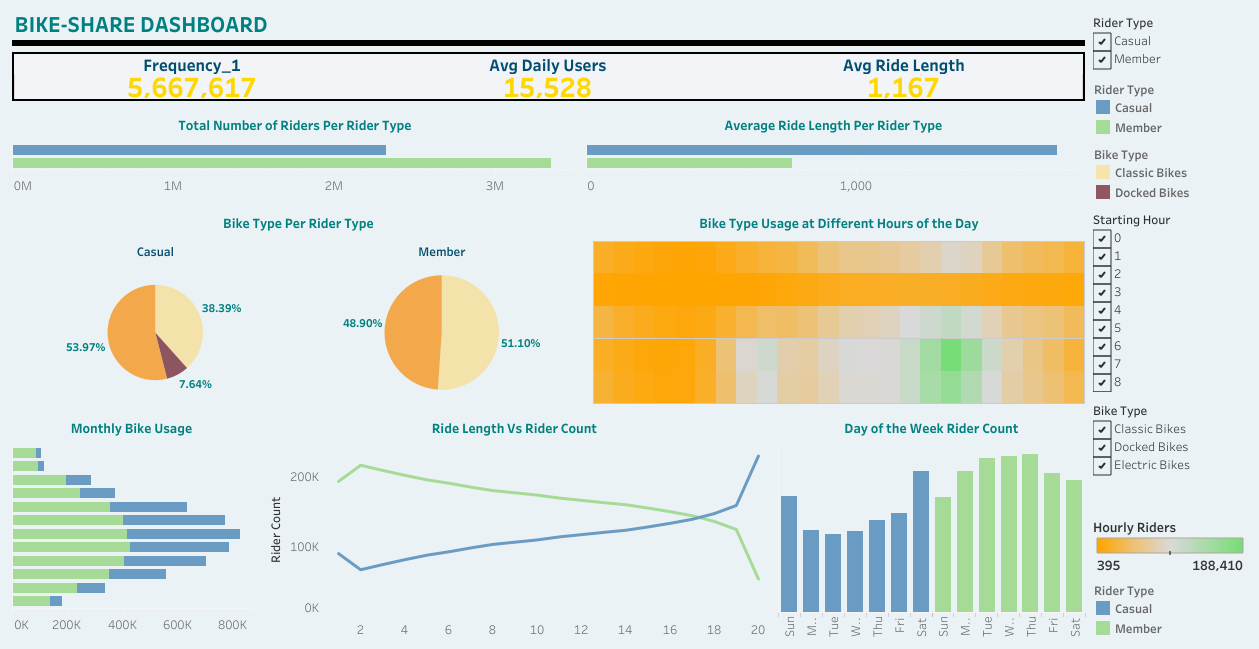 BIKE-SHARE DASHBOARD
Frequency_1
5,667,617
Avg Daily Users
15,528
Avg Ride Length
1,167
Total Number of Riders Per Rider Type
0M 1M 2M 3M
Average Ride Length Per Rider Type
0 1,000
Bike Type Per Rider Type
Casual
38.39%
53.97%
7.64%
Member
48.90%
51.10%
Bike Type Usage at Different Hours of the Day
Monthly Bike Usage
0K 200K 400K 600K 800K
Ride Length Vs Rider Count
Rider Count
200K
100K
0K
2 4 6 8 10 12 14 16 18 20
Day of the Week Rider Count
Sun M.. Tue W.. Thu Fri Sat Sun M.. Tue W.. Thu Fri Sat
Rider Type
Casual
Member
Rider Type
Casual
Member
Bike Type
Classic Bikes
Docked Bikes
Starting Hour
0
1
2
3
4
5
6
7
8
Bike Type
Classic Bikes
Docked Bikes
Electric Bikes
Hourly Riders
395 188,410
Rider Type
Casual
Member